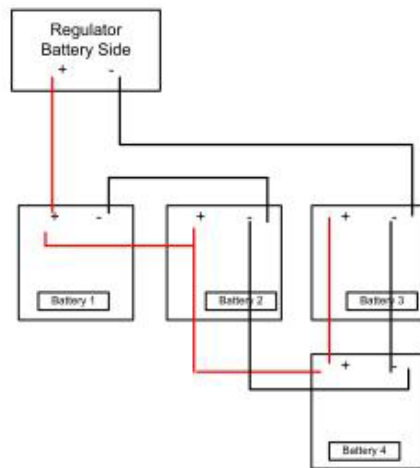 Regulator
Battery Side
+ -
+ -
+ -
+ -
Battery 1
Battery 2
Battery 3
+ -
Battery 4